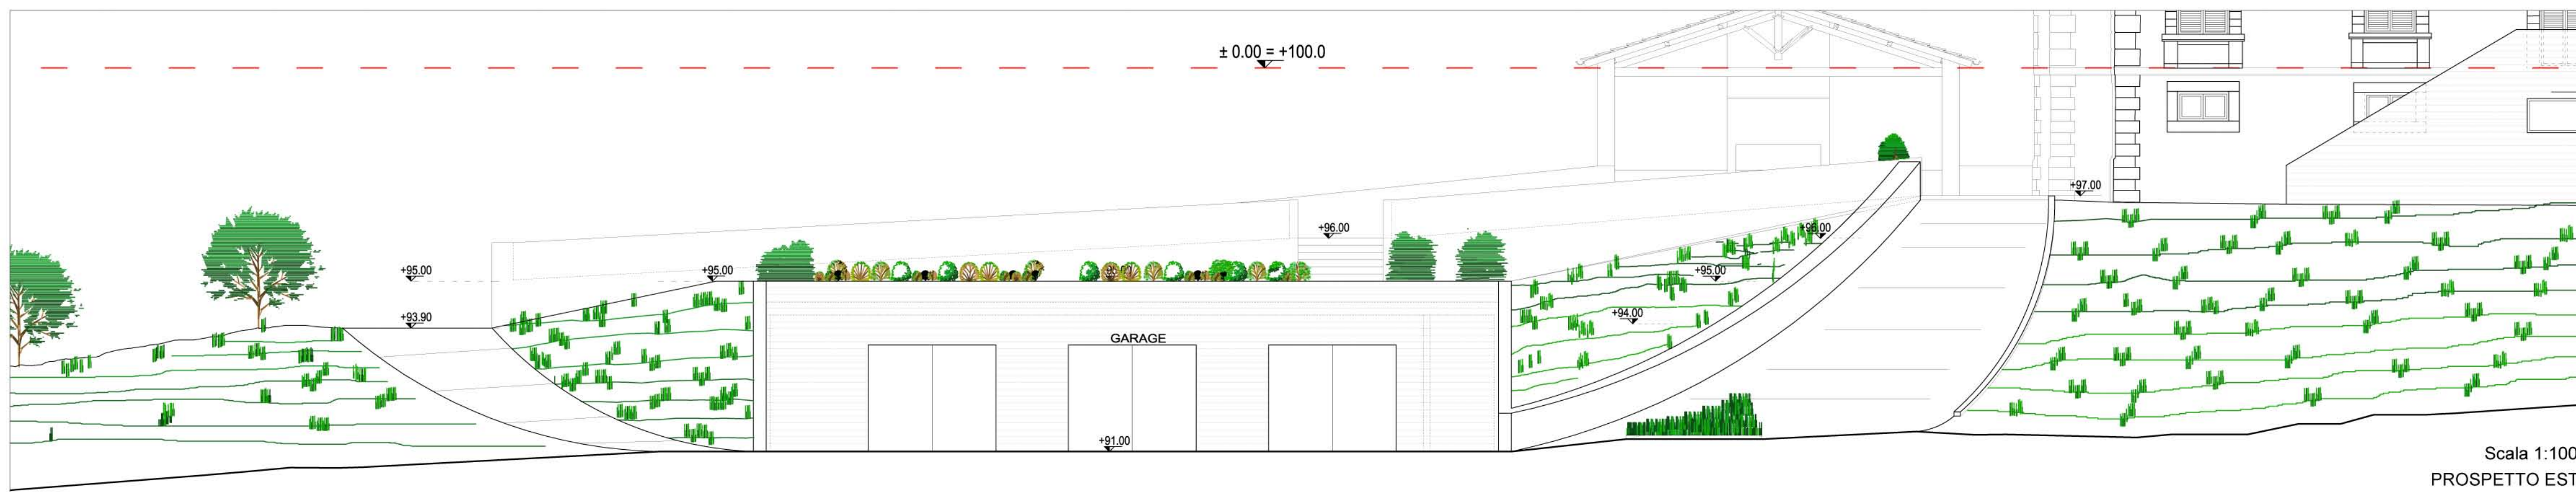 ± 0.00 = +100.0
+97.00
+96.00
+96.00
+95.00
+95.00
+95.00
+94.00
+93.90
GARAGE
+91.00
Scala 1:100
PROSPETTO EST